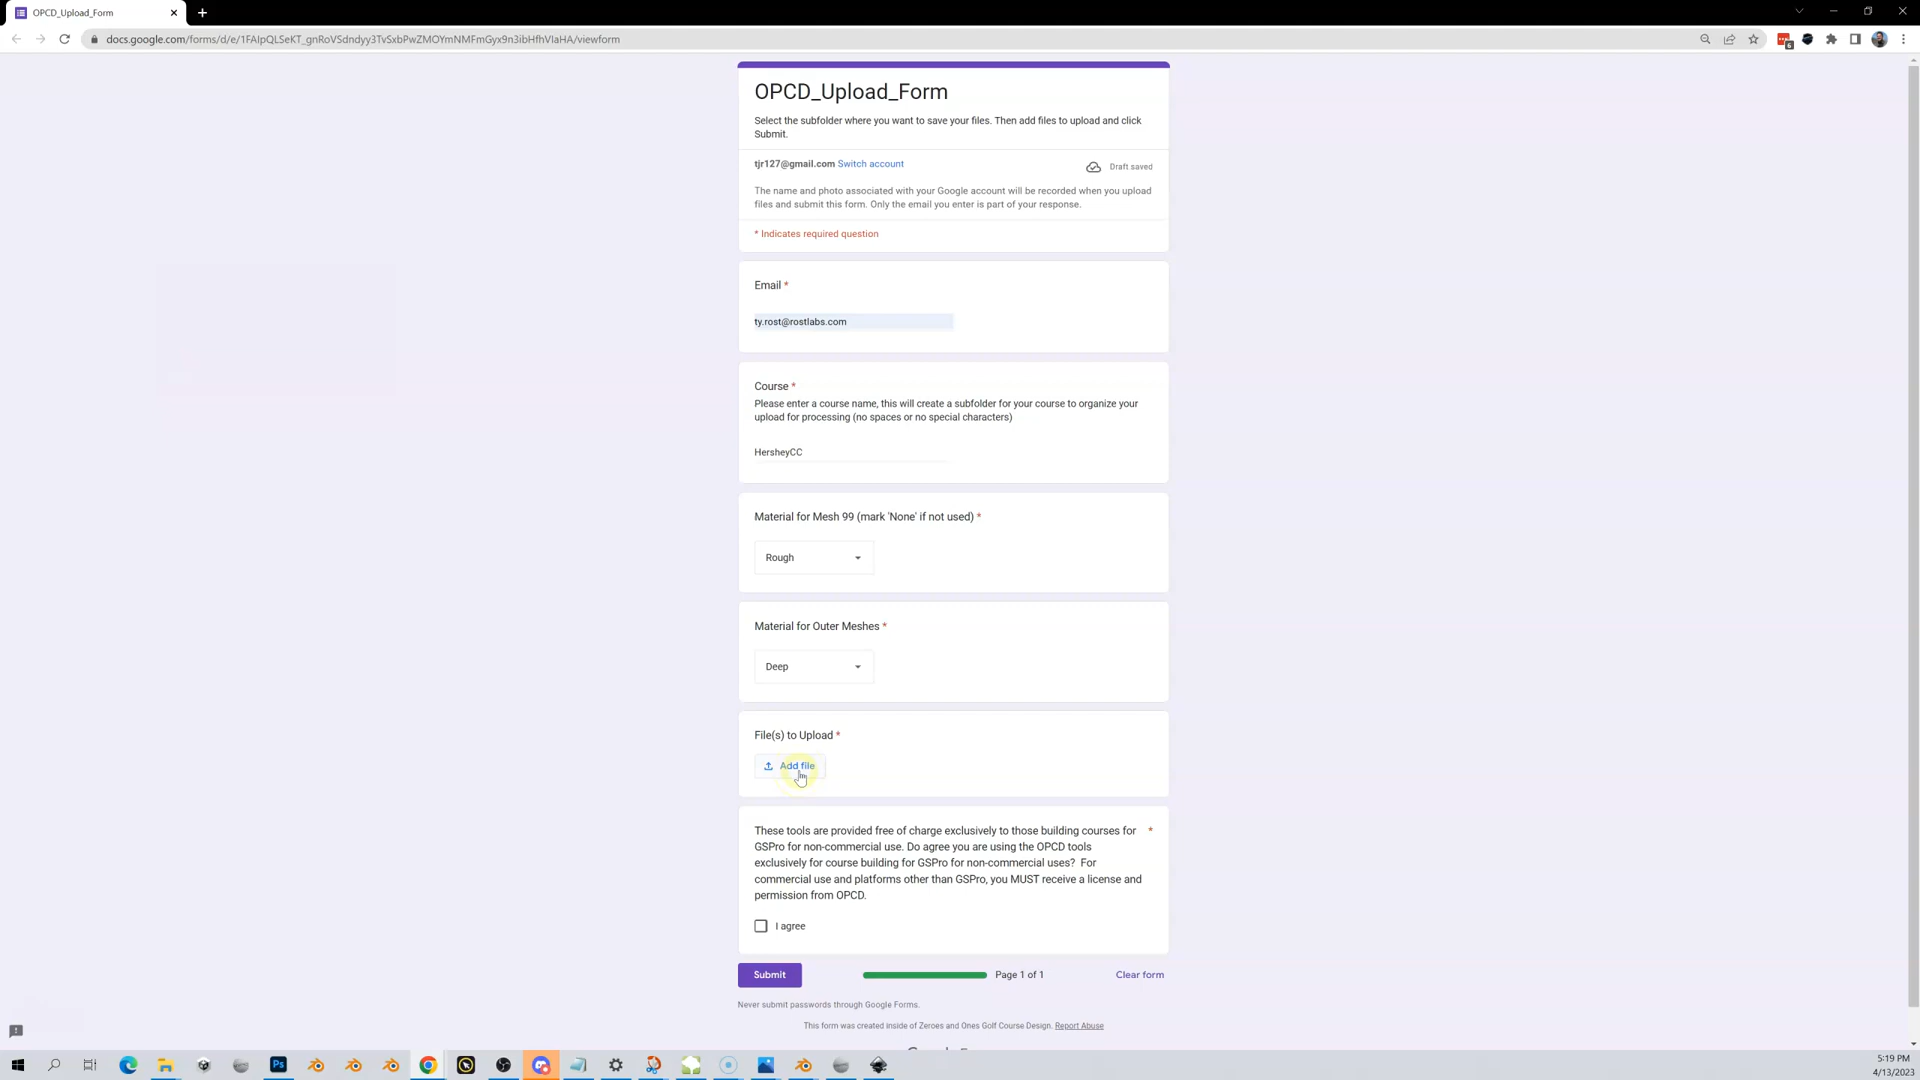 OPCD_Upload_Form
docs.google.com/forms/d/e/1FAIpQLSeKT_gnRoVSdndyy3TvSxbPwZMOYmNMFmGyx9n3ibHfhVIaHA/viewform
6
OPCD_Upload_Form
Select the subfolder where you want to save your files. Then add files to upload and click
Submit.
tjr127@gmail.com Switch account
Draft saved
The name and photo associated with your Google account will be recorded when you upload
files and submit this form. Only the email you enter is part of your response.
* Indicates required question
Email *
ty.rost@rostlabs.com
Course *
Please enter a course name, this will create a subfolder for your course to organize your
upload for processing (no spaces or no special characters)
HersheyCC
Material for Mesh 99 (mark 'None' if not used) *
Rough
Material for Outer Meshes *
Deep
File(s) to Upload *
Add file
These tools are provided free of charge exclusively to those building courses for *
GSPro for non-commercial use. Do agree you are using the OPCD tools
exclusively for course building for GSPro for non-commercial uses? For
commercial use and platforms other than GSPro, you MUST receive a license and
permission from OPCD.
I agree
Submit
Page 1 of 1
Clear form
Never submit passwords through Google Forms.
This form was created inside of Zeroes and Ones Golf Course Design. Report Abuse
Ps
5:19 PM
4/13/2023